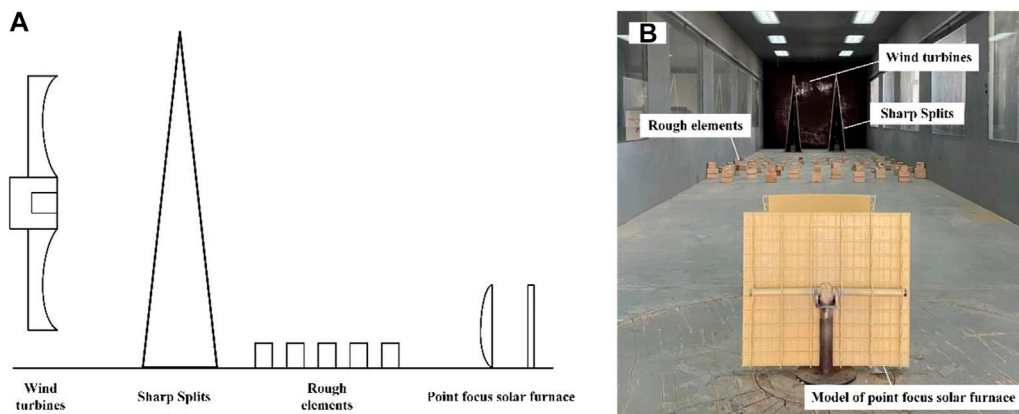 A
Wind
turbines
Sharp Splits
Rough
elements
Point focus solar furnace
B
Wind turbines
Sharp Splits
Rough elements
Model of point focus solar furnace